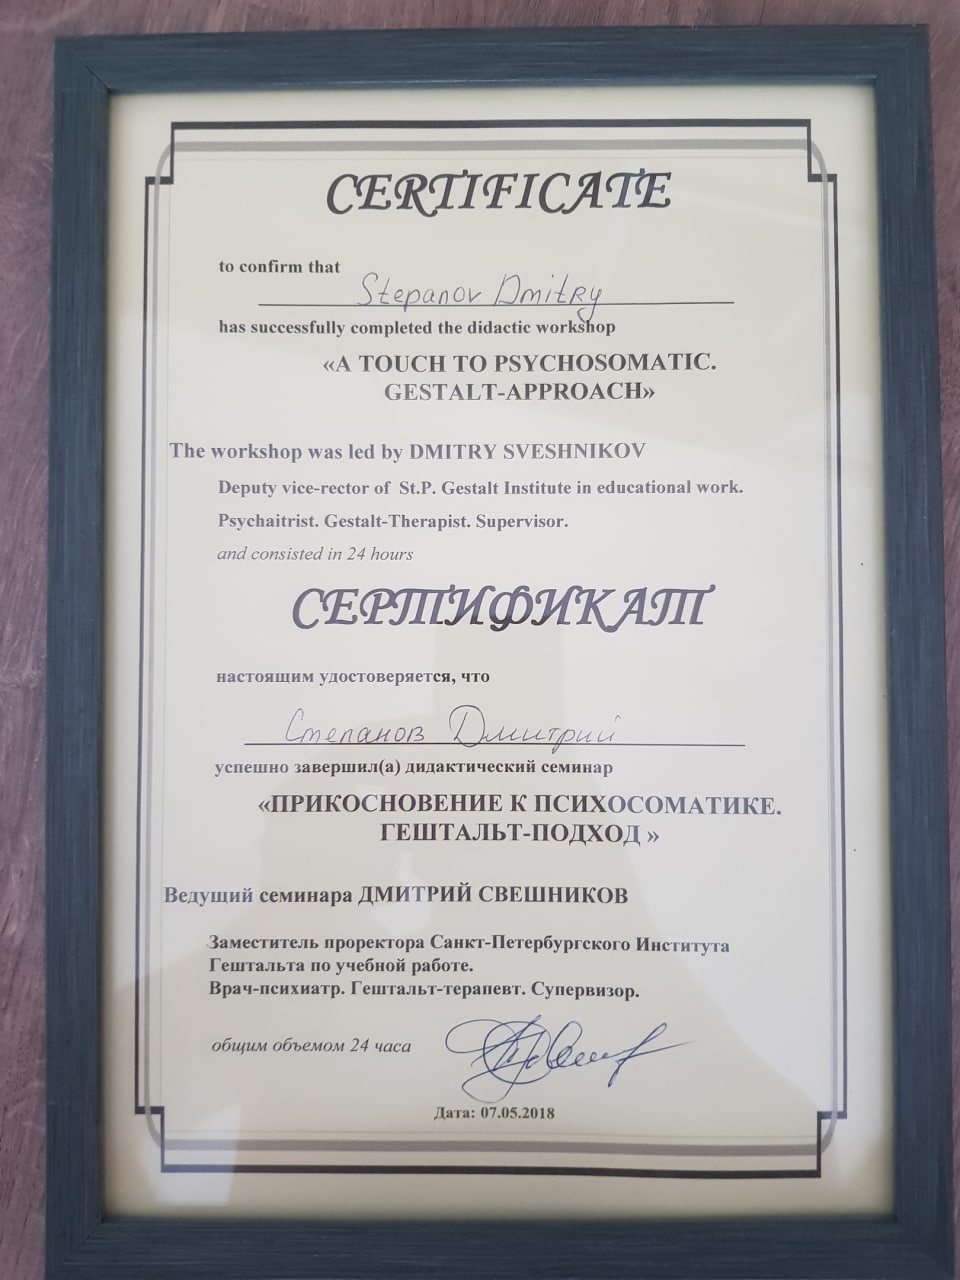 CERTIFICATE
to confirm that
Stepanov Dmitry
has successfully completed the didactic workshop
«A TOUCH TO PSYCHOSOMATIC.
GESTALT-APPROACH»
The workshop was led by DMITRY SVESHNIKOV
Deputy vice-rector of St.P. Gestalt Institute in educational work.
Psychaitrist. Gestalt-Therapist. Supervisor.
and consisted in 24 hours
СЕРТИФИКАТ
настоящим удостоверяется, что
Степанов Дмитрий
успешно завершил(а) дидактический семинар
«ПРИКОСНОВЕНИЕ К ПСИХОСОМАТИКЕ.
ГЕШТАЛЬТ-ПОДХОД »
Ведущий семинара ДМИТРИЙ СВЕШНИКОВ
Заместитель проректора Санкт-Петербургского Института
Гештальта по учебной работе.
Врач-психиатр. Гештальт-терапевт. Супервизор.
общим объемом 24 часа
Дата: 07.05.2018